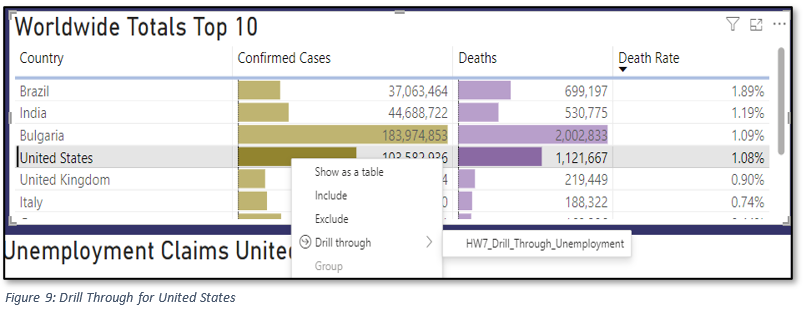 Worldwide Totals Top 10
Country Confirmed Cases Deaths Death Rate
Brazil 37,063,464 699,197 1.89%
India 44,688,722 530,775 1.19%
Bulgaria 183,974,853 2,002,833 1.09%
United States 103,582,936 1,121,667 1.08%
United Kingdom 4 219,449 0.90%
Italy 0 188,322 0.74%
Show as a table
Include
Exclude
Drill through
HW7_Drill_Through_Unemployment
Group
Unemployment Claims Unite
Figure 9: Drill Through for United States